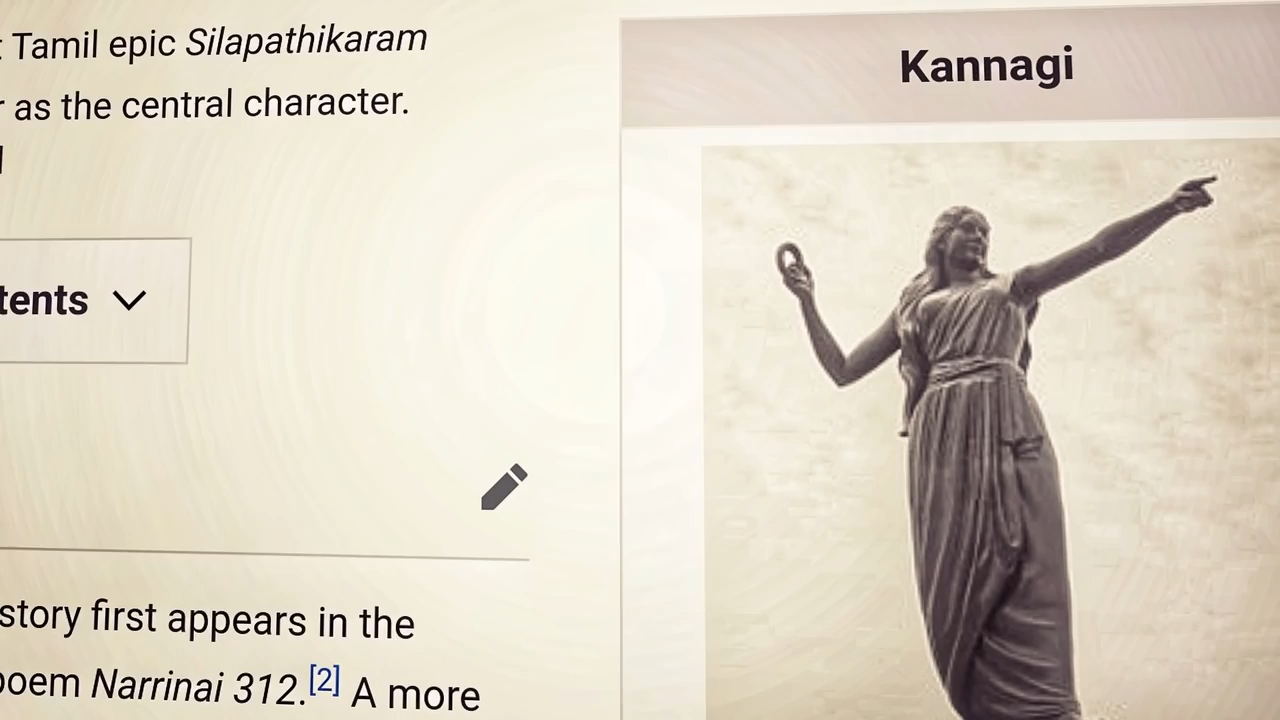 Tamil epic Silapathikaram
as the central character.
tents
story first appears in the
poem Narrinai 312.[2] A more
Kannagi